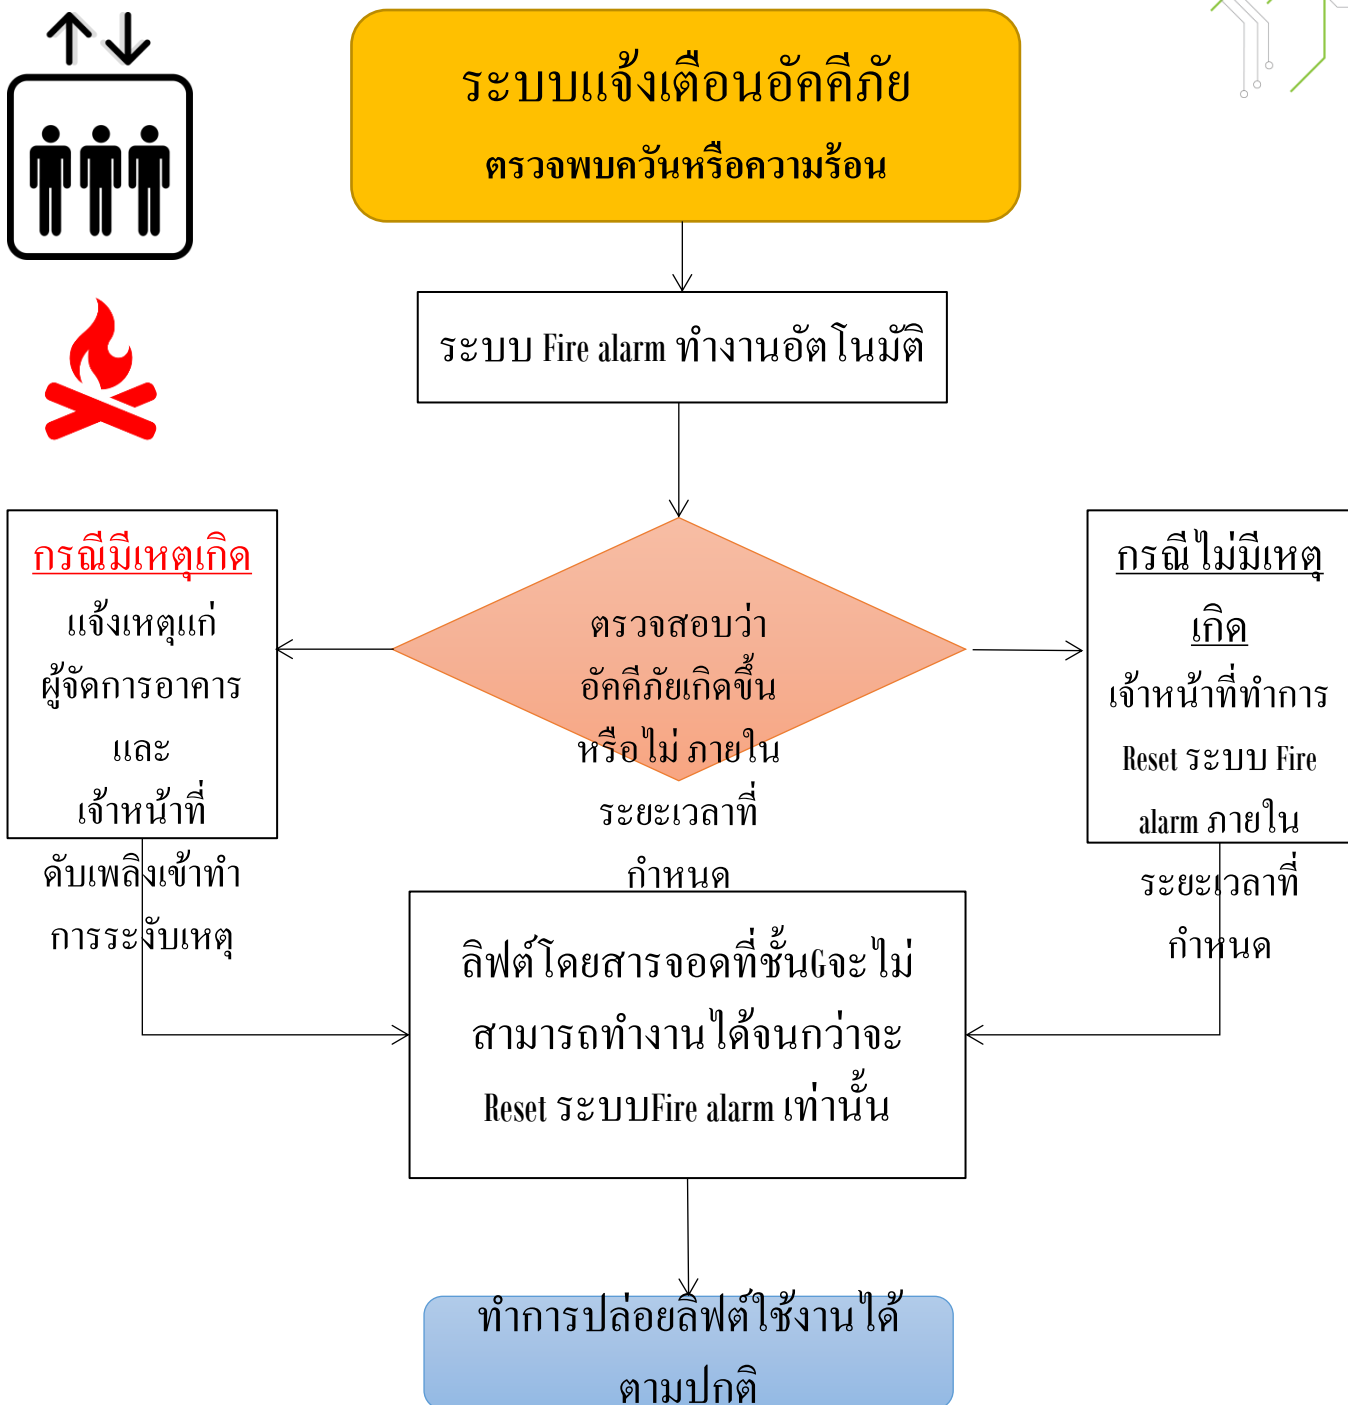 ระบบแจ้งเตือนอัคคีภัย
ตรวจพบควันหรือความร้อน
ระบบ Fire alarm ทำงานอัตโนมัติ
กรณีมีเหตุเกิด
แจ้งเหตุแก่
ผู้จัดการอาคาร
และ
เจ้าหน้าที่
ดับเพลิงเข้าทำ
การระงับเหตุ
ตรวจสอบว่า
อัคคีภัยเกิดขึ้น
หรือไม่ ภายใน
ระยะเวลาที่
กำหนด
กรณีไม่มีเหตุ
เกิด
เจ้าหน้าที่ทำการ
Reset ระบบ Fire
alarm ภายใน
ระยะเวลาที่
กำหนด
ลิฟต์โดยสารจอดที่ชั้นGจะไม่
สามารถทำงานได้จนกว่าจะ
Reset ระบบFire alarm เท่านั้น
ทำการปล่อยลิฟต์ใช้งานได้
ตามปกติ